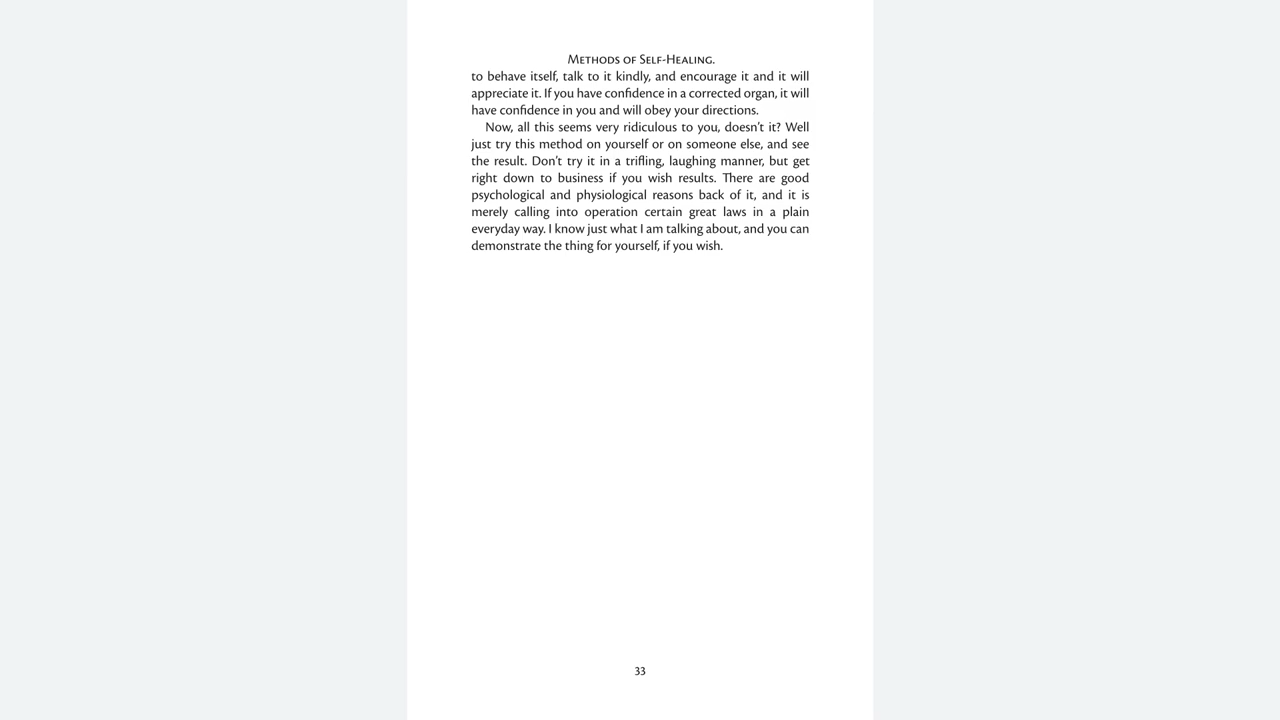 Methods of Self-Healing.
to behave itself, talk to it kindly, and encourage it and it will
appreciate it. If you have confidence in a corrected organ, it will
have confidence in you and will obey your directions.
Now, all this seems very ridiculous to you, doesn’t it? Well
just try this method on yourself or on someone else, and see
the result. Don’t try it in a trifling, laughing manner, but get
right down to business if you wish results. There are good
psychological and physiological reasons back of it, and it is
merely calling into operation certain great laws in a plain
everyday way. I know just what I am talking about, and you can
demonstrate the thing for yourself, if you wish.
33